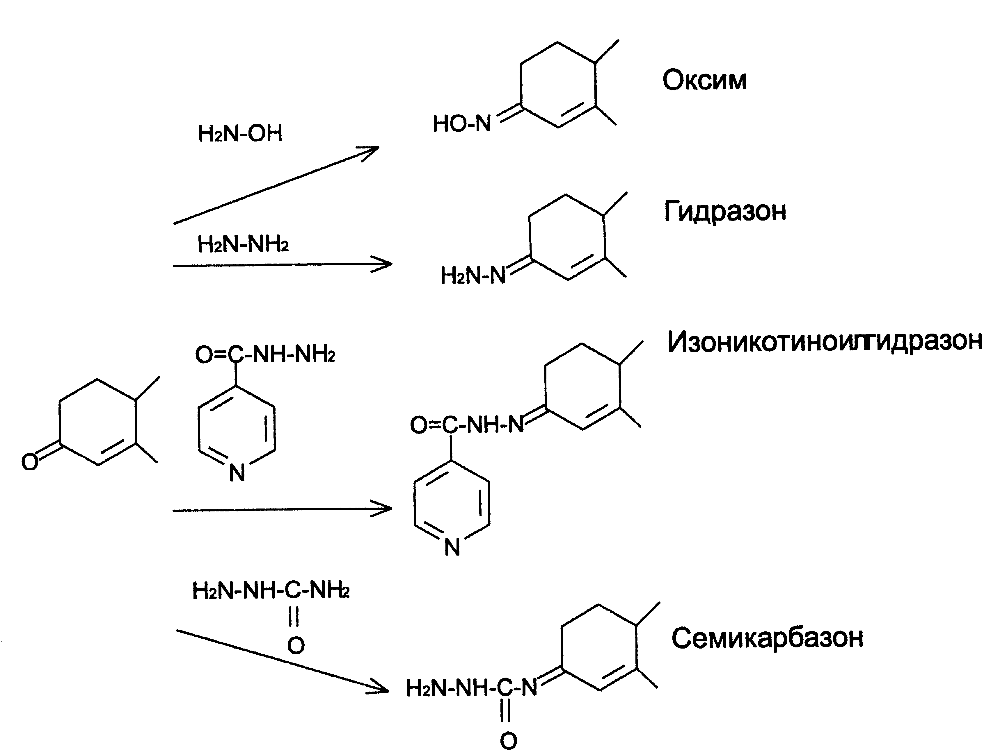 Оксим
H2N-OH
HO-N
Гидразон
H2N-NH2
H2N-N
Изоникотиноилгидразон
O=C-NH-NH2
O=C-NH-N
O
N
N
H2N-NH-C-NH2
O
Семикарбазон
H2N-NH-C-N
O